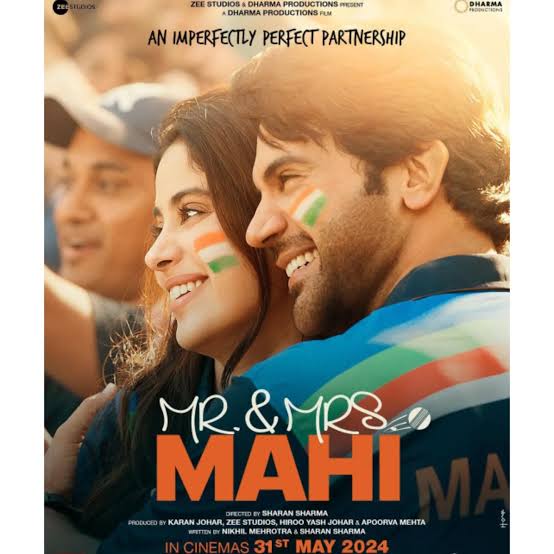 ZEE STUDIOS
ZEE STUDIOS & DHARMA PRODUCTIONS PRESENT
A DHARMA PRODUCTIONS FILM
DHARMA
PRODUCTIONS
AN IMPERFECTLY PERFECT PARTNERSHIP
MR. & MRS
MAHI
MA
DIRECTED BY SHARAN SHARMA
PRODUCED BY KARAN JOHAR, ZEE STUDIOS, HIROO YASH JOHAR & APOORVA MEHTA
WRITTEN BY NIKHIL MEHROTRA & SHARAN SHARMA
IN CINEMAS 31ST MAY 2024